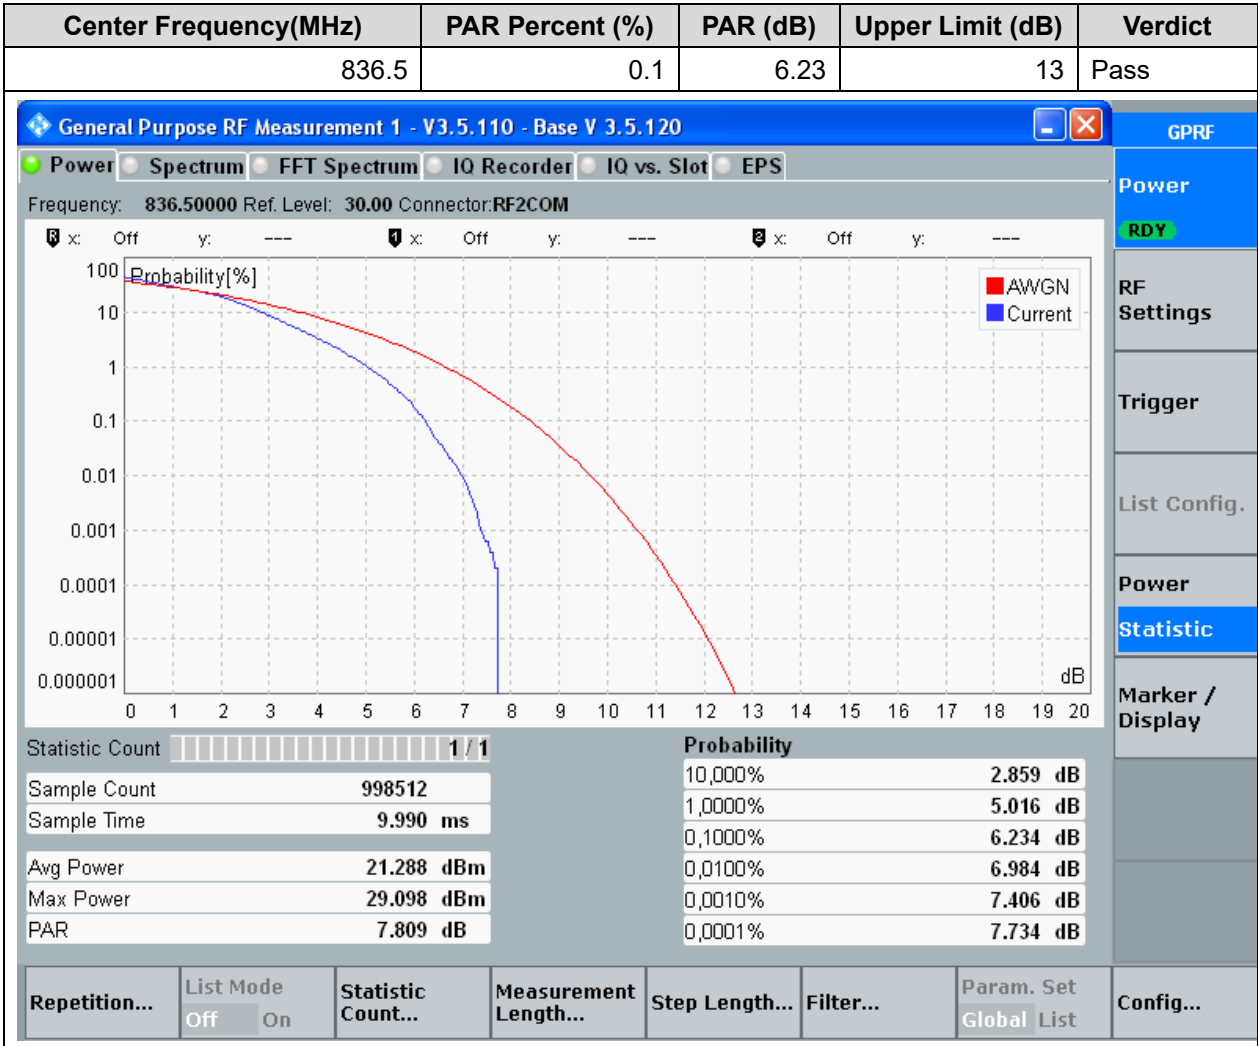 Center Frequency(MHz) PAR Percent (%) PAR (dB) Upper Limit (dB) Verdict
836.5 0.1 6.23 13 Pass
General Purpose RF Measurement 1 - V3.5.110 - Base V 3.5.120
GPRF
Power Spectrum FFT Spectrum IQ Recorder IQ vs. Slot EPS
Frequency: 836.50000 Ref. Level: 30.00 Connector:RF2COM
R x: Off y: --- 1 x: Off y: --- 2 x: Off y: ---
Probability[%]
100
10
1
0.1
0.01
0.001
0.0001
0.00001
0.000001
AWGN
Current
dB
0 1 2 3 4 5 6 7 8 9 10 11 12 13 14 15 16 17 18 19 20
Statistic Count 1 / 1
Sample Count 998512
Sample Time 9.990 ms
Avg Power 21.288 dBm
Max Power 29.098 dBm
PAR 7.809 dB
Probability
10,000% 2.859 dB
1,0000% 5.016 dB
0,1000% 6.234 dB
0,0100% 6.984 dB
0,0010% 7.406 dB
0,0001% 7.734 dB
Power
RDY
RF
Settings
Trigger
List Config.
Power
Statistic
Marker /
Display
Repetition...
List Mode
Off On
Statistic
Count...
Measurement
Length...
Step Length...
Filter...
Param. Set
Global List
Config...